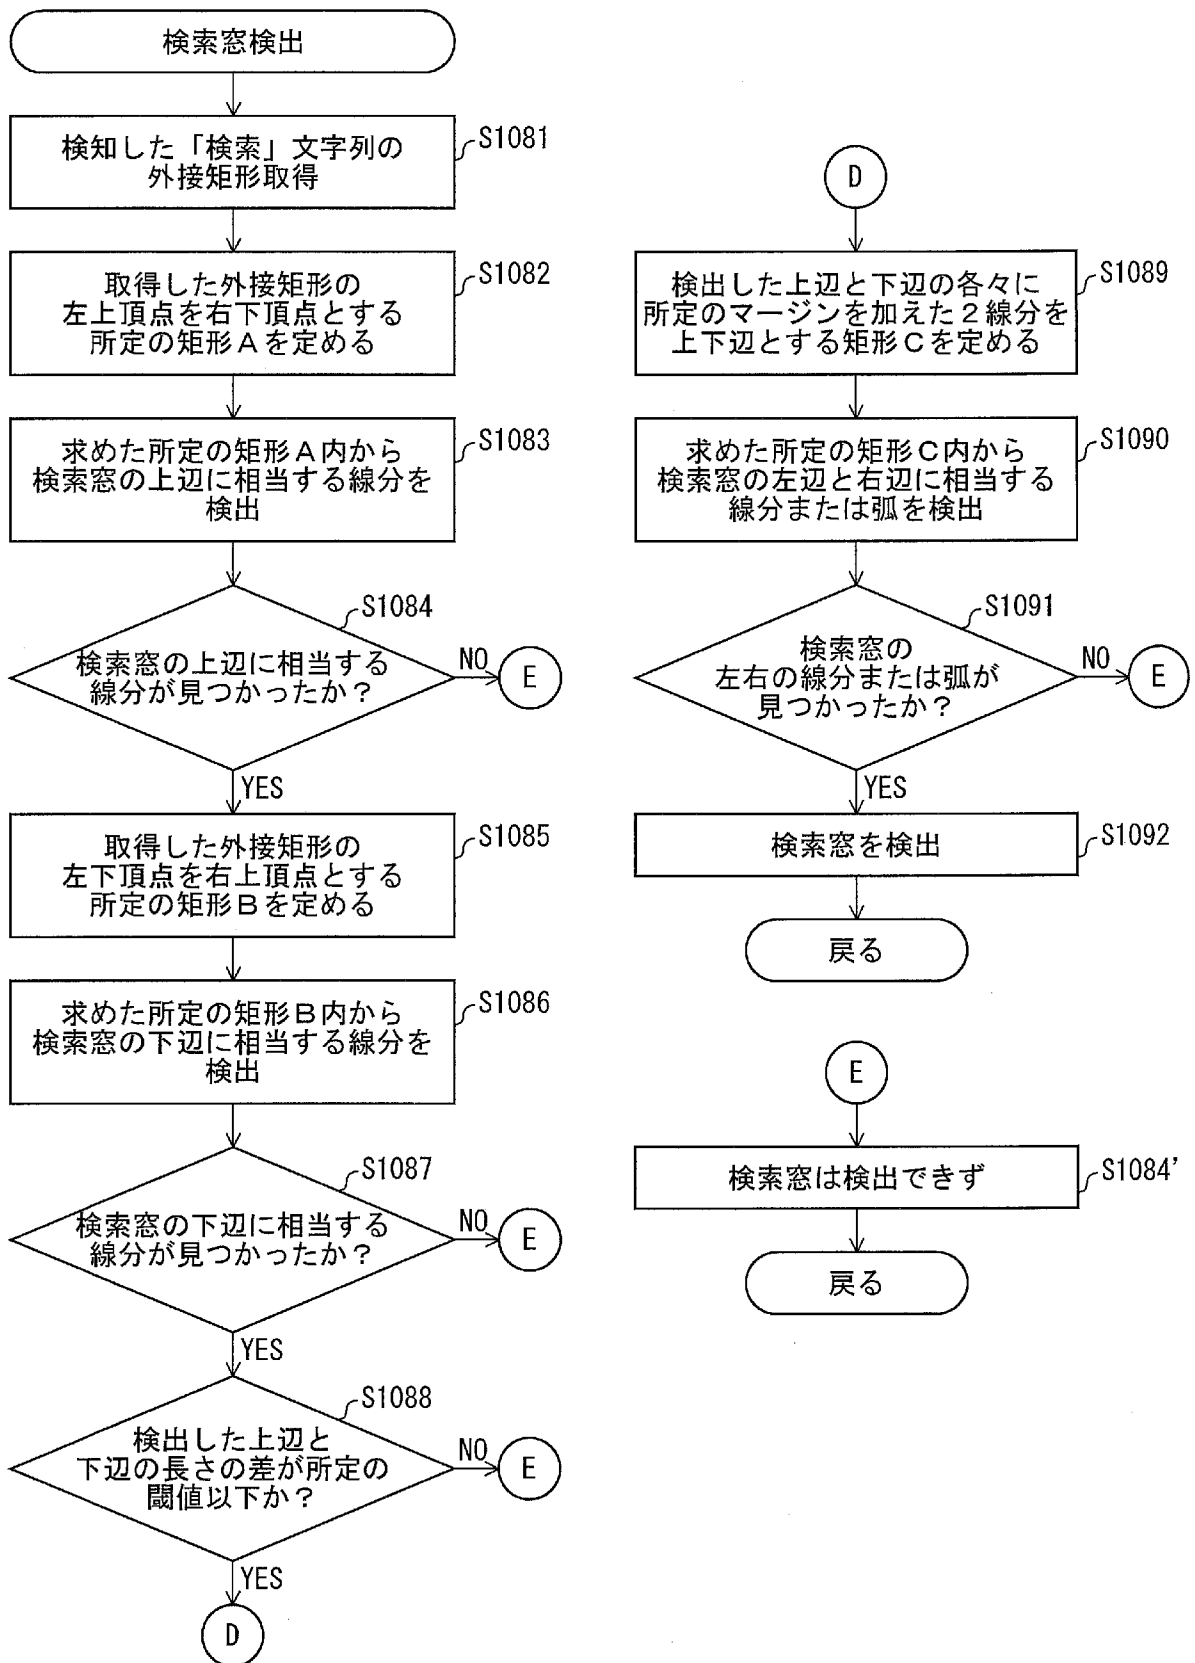 検索窓検出
検知した「検索」文字列の
外接矩形取得
S1081
取得した外接矩形の
左上頂点を右下頂点とする
所定の矩形Aを定める
S1082
求めた所定の矩形A内から
検索窓の上辺に相当する線分を
検出
S1083
検索窓の上辺に相当する
線分が見つかったか?
S1084
NO
E
YES
取得した外接矩形の
左下頂点を右上頂点とする
所定の矩形Bを定める
S1085
求めた所定の矩形B内から
検索窓の下辺に相当する線分を
検出
S1086
検索窓の下辺に相当する
線分が見つかったか?
S1087
NO
E
YES
検出した上辺と
下辺の長さの差が所定の
閾値以下か?
S1088
NO
E
YES
D
D
検出した上辺と下辺の各々に
所定のマージンを加えた2線分を
上下辺とする矩形Cを定める
S1089
求めた所定の矩形C内から
検索窓の左辺と右辺に相当する
線分または弧を検出
S1090
検索窓の
左右の線分または弧が
見つかったか?
S1091
NO
E
YES
検索窓を検出
S1092
戻る
E
検索窓は検出できず
S1084'
戻る